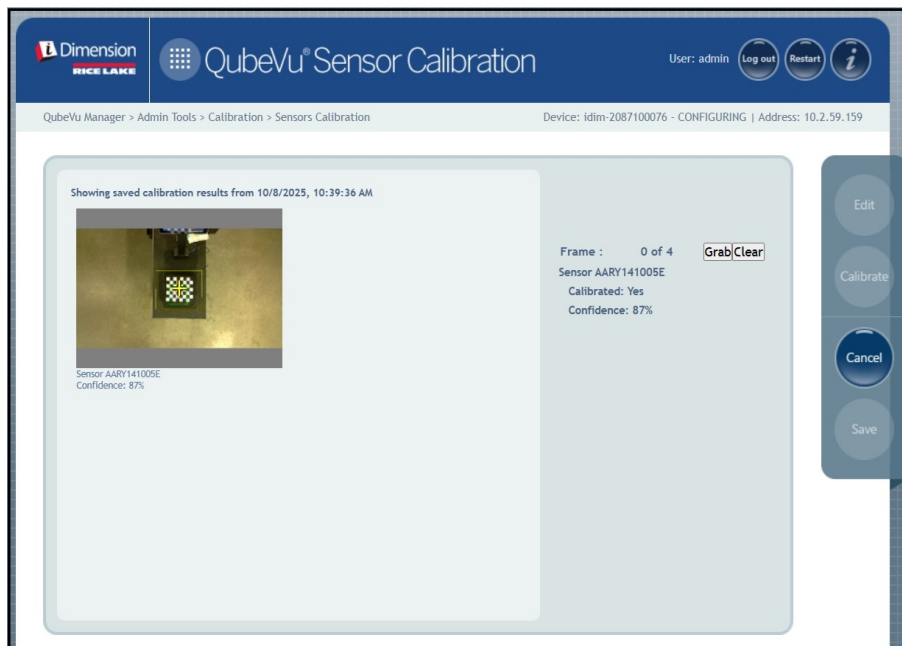 i Dimension
RICE LAKE
QubeVu® Sensor Calibration
User: admin
Log out
Restart
i
QubeVu Manager > Admin Tools > Calibration > Sensors Calibration
Device: idim-2087100076 - CONFIGURING | Address: 10.2.59.159
Showing saved calibration results from 10/8/2025, 10:39:36 AM
Sensor AARY141005E
Confidence: 87%
Frame : 0 of 4 Grab Clear
Sensor AARY141005E
Calibrated: Yes
Confidence: 87%
Edit
Calibrate
Cancel
Save